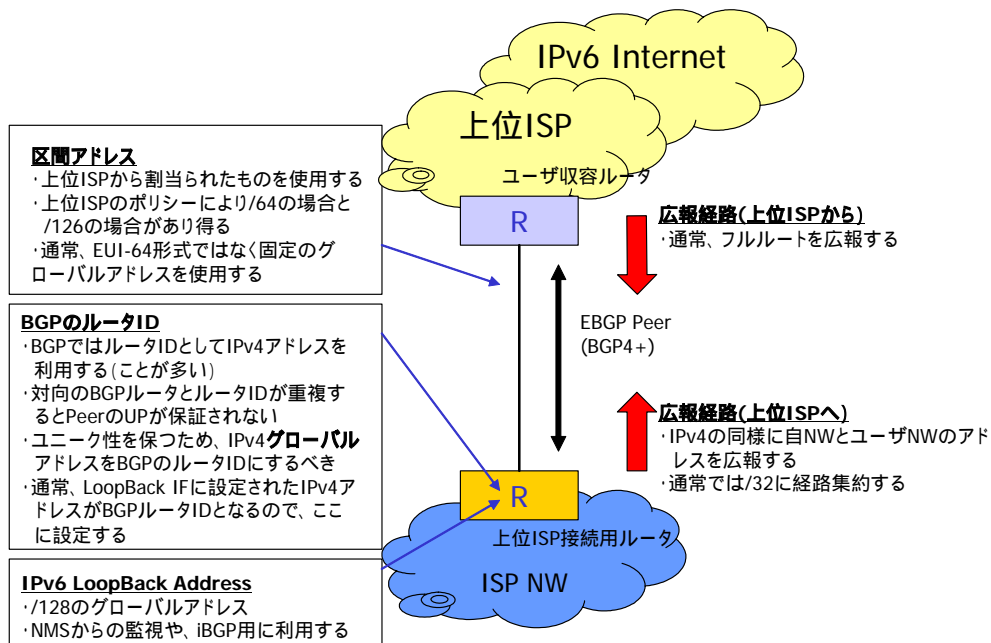 IPv6 Internet
上位ISP
ユーザ収容ルータ
R
区間アドレス
・上位ISPから割当られたものを使用する
・上位ISPのポリシーにより/64の場合と
/126の場合があり得る
・通常、EUI-64形式ではなく固定のグ
ローバルアドレスを使用する
広報経路(上位ISPから)
・通常、フルルートを広報する
EBGP Peer
(BGP4+)
BGPのルータID
・BGPではルータIDとしてIPv4アドレスを
利用する(ことが多い)
・対向のBGPルータとルータIDが重複す
るとPeerのUPが保証されない
・ユニーク性を保つため、IPv4グローバル
アドレスをBGPのルータIDにするべき
・通常、LoopBack IFに設定されたIPv4ア
ドレスがBGPルータIDとなるので、ここ
に設定する
広報経路(上位ISPへ)
・IPv4の同様に自NWとユーザNWのアド
レスを広報する
・通常では/32に経路集約する
R
上位ISP接続用ルータ
ISP NW
IPv6 LoopBack Address
・/128のグローバルアドレス
・NMSからの監視や、iBGP用に利用する